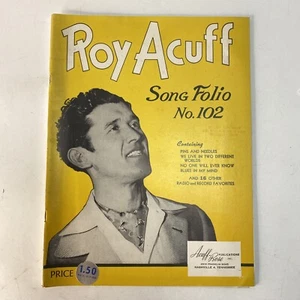 Roy Acuff
Song Folio
No. 102
Containing
PINS AND NEEDLES
WE LIVE IN TWO DIFFERENT
WORLDS
NO ONE WILL EVER KNOW
BLUES IN MY MIND
AND 16 OTHER
RADIO and RECORD FAVORITES
Acuff
Rose
PUBLICATIONS
NASHVILLE 4, TENNESSEE
PRICE
1.50